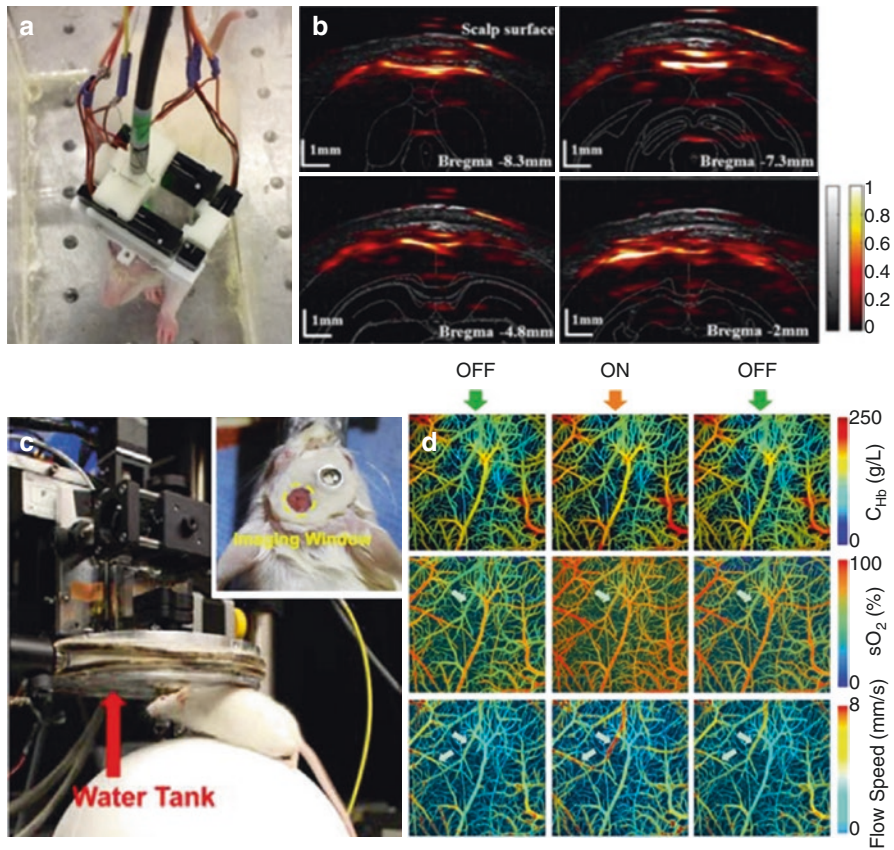 a
b
Scalp surface
1mm
Bregma -8.3mm
1mm
Bregma -7.3mm
1mm
Bregma -4.8mm
1mm
Bregma -2mm
1
0.8
0.6
0.4
0.2
0
c
Imaging Window
Water Tank
d
OFF
ON
OFF
250
0
C_Hb (g/L)
100
0
sO₂ (%)
8
0
Flow Speed (mm/s)